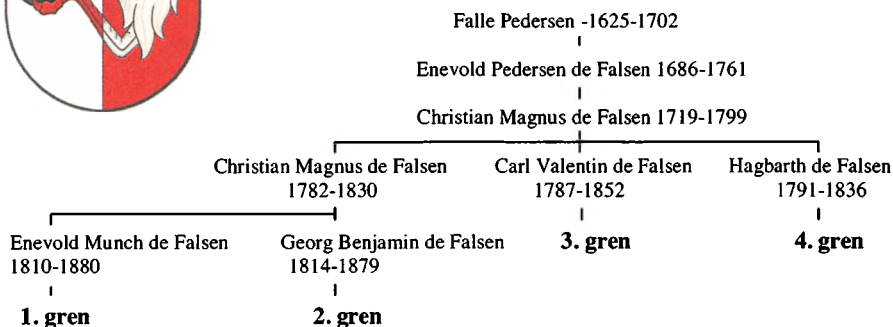 Falle Pedersen -1625-1702
Enevold Pedersen de Falsen 1686-1761
Christian Magnus de Falsen 1719-1799
Christian Magnus de Falsen Carl Valentin de Falsen Hagbarth de Falsen
1782-1830 1787-1852 1791-1836
Enevold Munch de Falsen Georg Benjamin de Falsen 3. gren 4. gren
1810-1880 1814-1879
1. gren 2. gren